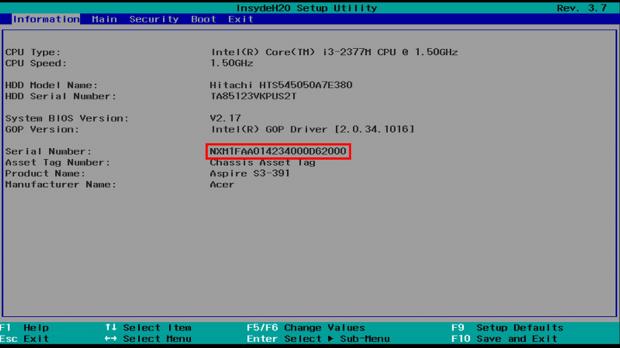 InsydeH2O Setup Utility Rev. 3.7
Information Main Security Boot Exit
CPU Type: Intel(R) Core(TM) i3-2377M CPU @ 1.50GHz
CPU Speed: 1.50GHz
HDD Model Name: Hitachi HTS545050A7E380
HDD Serial Number: TA85123VKPUS2T
System BIOS Version: V2.17
GOP Version: Intel(R) GOP Driver [2.0.34.1016]
Serial Number: NXM1FAA014234000D62000
Asset Tag Number: Chassis Asset Tag
Product Name: Aspire S3-391
Manufacturer Name: Acer
F1 Help ↑↓ Select Item F5/F6 Change Values F9 Setup Defaults
Esc Exit ↔ Select Menu Enter Select ▶ Sub-Menu F10 Save and Exit